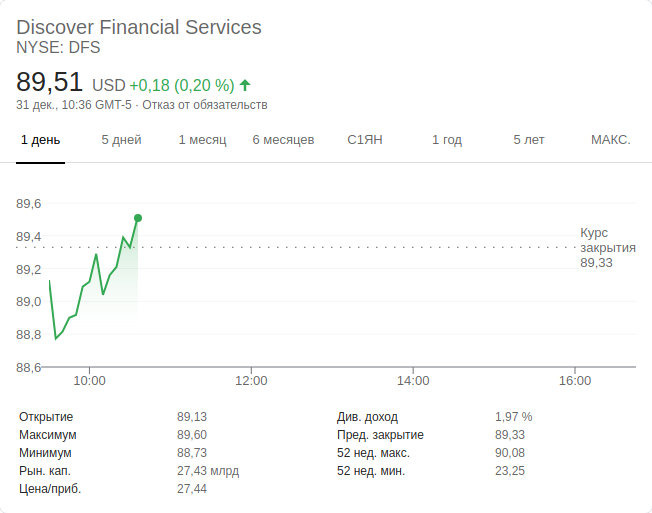 Discover Financial Services
NYSE: DFS
89,51 USD +0,18 (0,20 %)
31 дек., 10:36 GMT-5 · Отказ от обязательств
1 день 5 дней 1 месяц 6 месяцев С1ЯН 1 год 5 лет МАКС.
89,6
89,4
89,2
89,0
88,8
88,6
Курс
закрытия
89,33
10:00 12:00 14:00 16:00
Открытие 89,13 Див. доход 1,97 %
Максимум 89,60 Пред. закрытие 89,33
Минимум 88,73 52 нед. макс. 90,08
Рын. кап. 27,43 млрд 52 нед. мин. 23,25
Цена/приб. 27,44